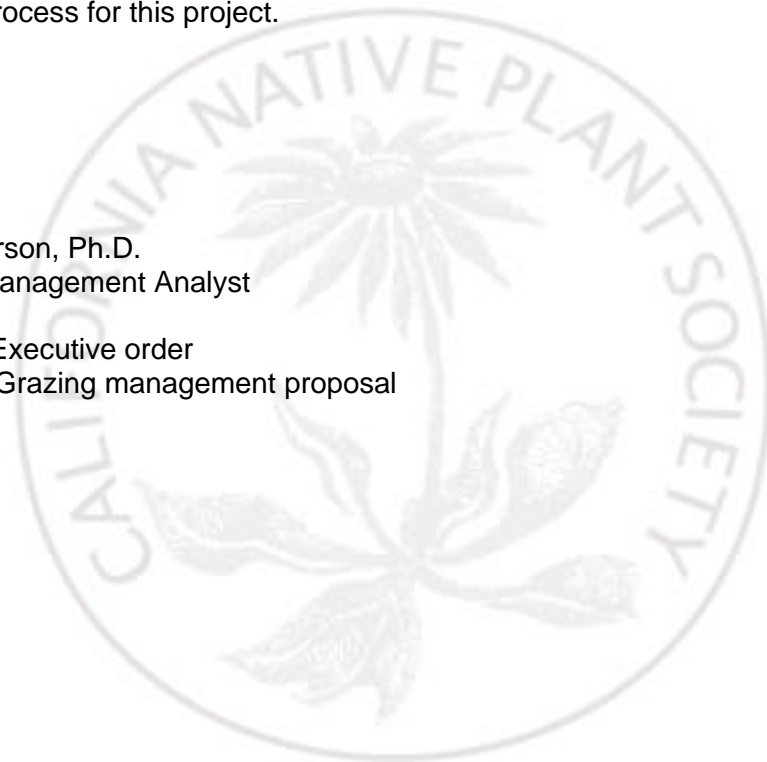 rocess for this project.
CALIFORNIA NATIVE PLANT SOCIETY
rson, Ph.D.
anagement Analyst
Executive order
Grazing management proposal